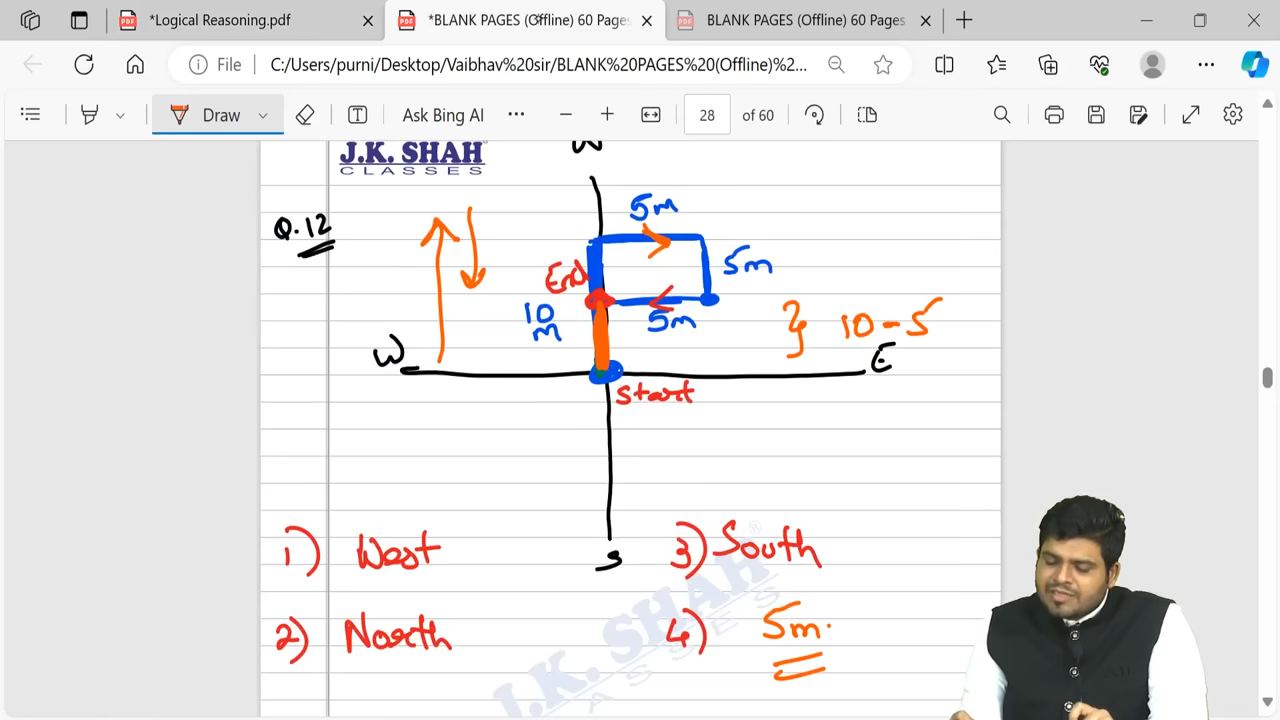 *Logical Reasoning.pdf
*BLANK PAGES (Offline) 60 Pages
BLANK PAGES (Offline) 60 Pages
File
C:/Users/purni/Desktop/Vaibhav%20sir/BLANK%20PAGES%20(Offline)%2...
Draw
Ask Bing AI
28
of 60
J.K. SHAH
CLASSES
N
Q.12
5m
End
5m
10
m
5m
10-5
W
E
start
1) West
3) South
S
2) North
4) 5m.
J.K. SHAH
CLASSES